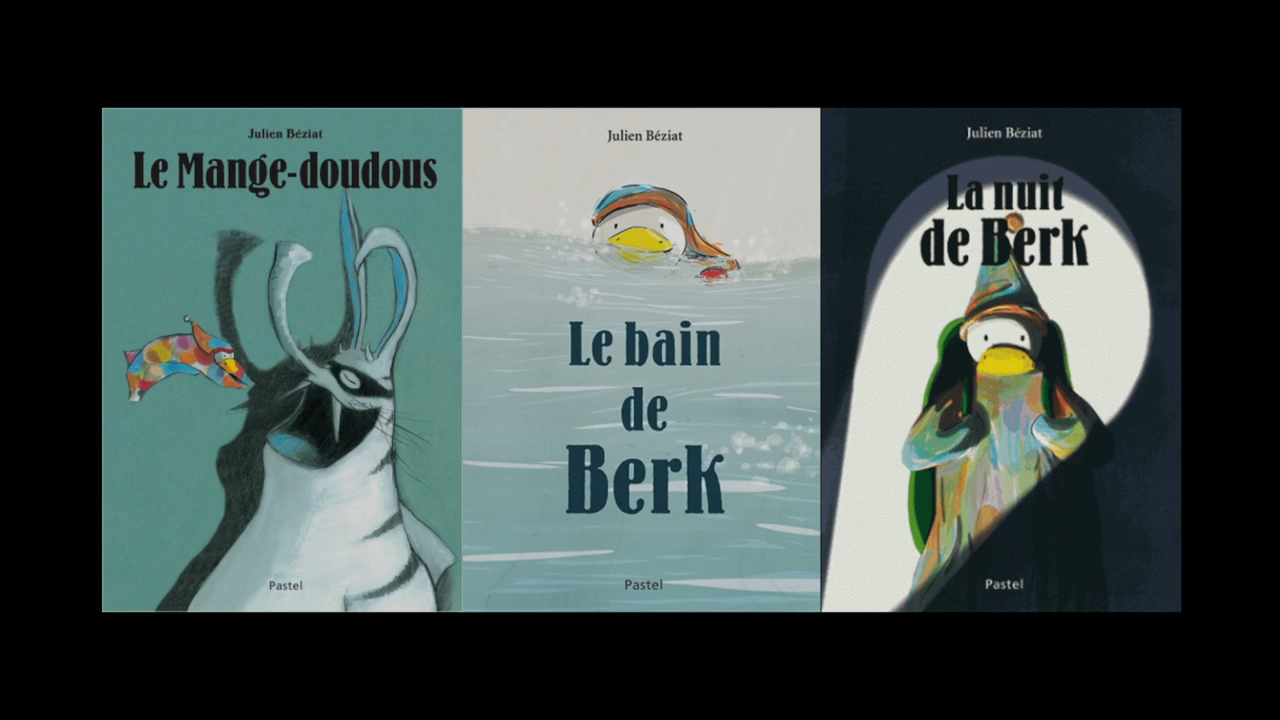 Julien Béziat
Le Mange-doudous
Pastel
Julien Béziat
Le bain
de
Berk
Pastel
Julien Béziat
La nuit
de Berk
Pastel